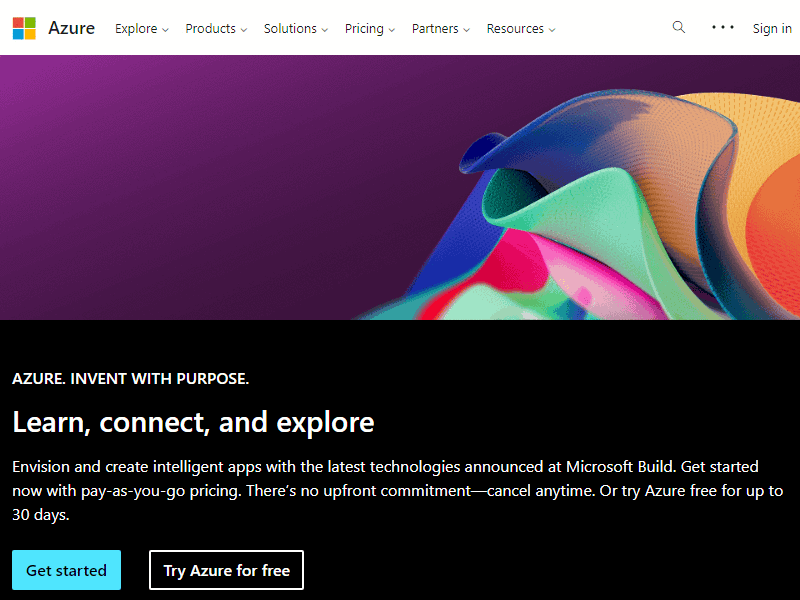 Azure Explore Products Solutions Pricing Partners Resources ... Sign in
AZURE. INVENT WITH PURPOSE.
Learn, connect, and explore
Envision and create intelligent apps with the latest technologies announced at Microsoft Build. Get started
now with pay-as-you-go pricing. There's no upfront commitment—cancel anytime. Or try Azure free for up to
30 days.
Get started Try Azure for free